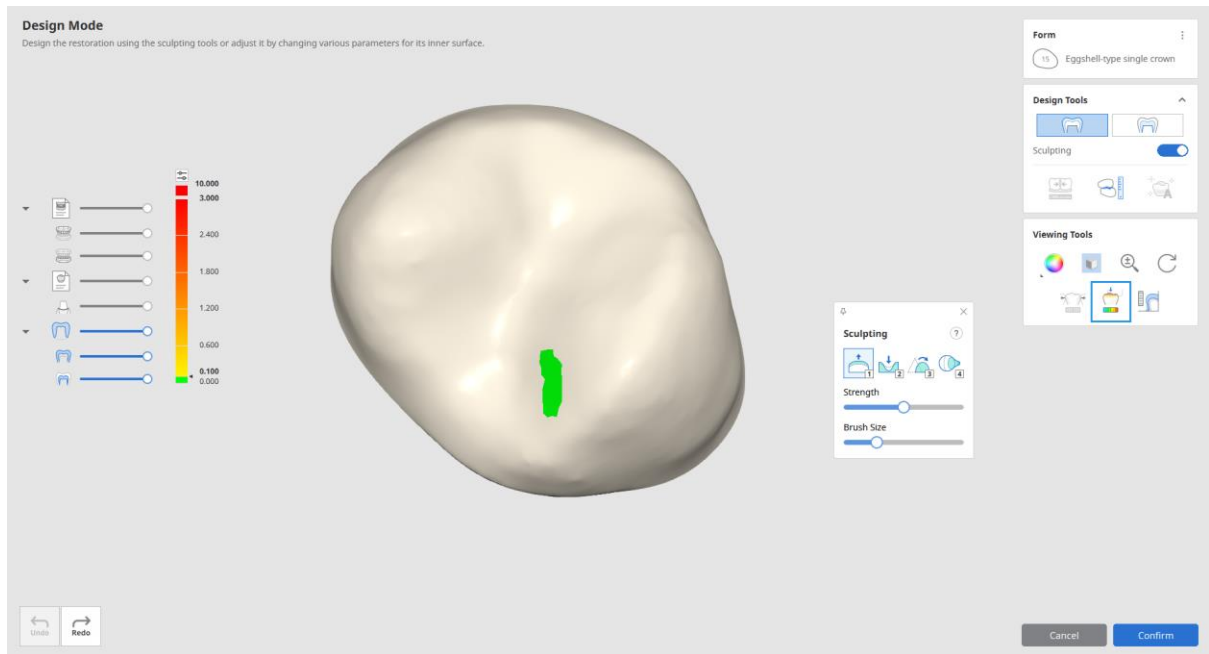 Design Mode
Design the restoration using the sculpting tools or adjust it by changing various parameters for its inner surface.
10.000
3.000
2.400
1.800
1.200
0.600
0.100
0.000
Form
15 Eggshell-type single crown
Design Tools
Sculpting
A
Viewing Tools
Sculpting ?
1 2 3 4
Strength
Brush Size
Undo Redo
Cancel Confirm